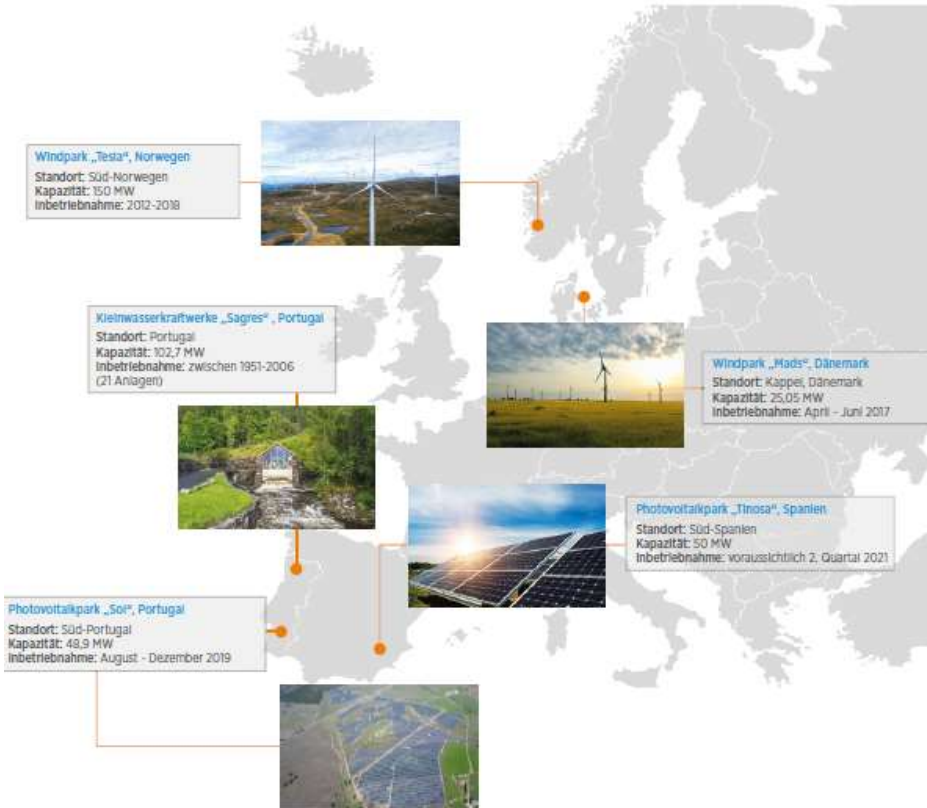 Windpark „Tesla“, Norwegen
Standort: Süd-Norwegen
Kapazität: 150 MW
Inbetriebnahme: 2012-2018
Kleinwasserkraftwerke „Sagres“ , Portugal
Standort: Portugal
Kapazität: 102,7 MW
Inbetriebnahme: zwischen 1951-2006
(21 Anlagen)
Windpark „Mads“, Dänemark
Standort: Kappel, Dänemark
Kapazität: 25,05 MW
Inbetriebnahme: April - Juni 2017
Photovoltaikpark „Tinosa“, Spanien
Standort: Süd-Spanien
Kapazität: 50 MW
Inbetriebnahme: voraussichtlich 2. Quartal 2021
Photovoltaikpark „Sol“, Portugal
Standort: Süd-Portugal
Kapazität: 48,9 MW
Inbetriebnahme: August - Dezember 2019